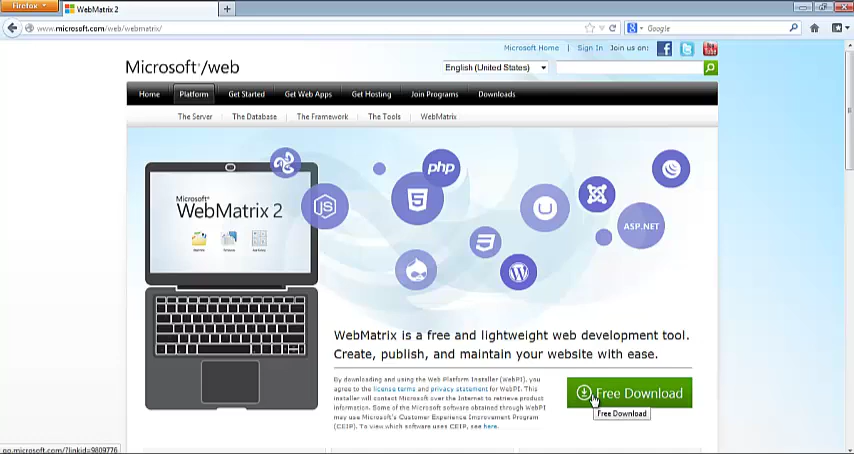 Firefox
WebMatrix 2
www.microsoft.com/web/webmatrix/
Google
Microsoft Home | Sign In Join us on:
Microsoft®/web
English (United States)
Home Platform Get Started Get Web Apps Get Hosting Join Programs Downloads
The Server | The Database | The Framework | The Tools | WebMatrix
php
Microsoft®
WebMatrix 2
JS
ASP.NET
WebMatrix is a free and lightweight web development tool.
Create, publish, and maintain your website with ease.
By downloading and using the Web Platform Installer (WebPI), you
agree to the license terms and privacy statement for WebPI. This
installer will contact Microsoft over the Internet to retrieve product
information. Some of the Microsoft software obtained through WebPI
may use Microsoft's Customer Experience Improvement Program
(CEIP). To view which software uses CEIP, see here.
Free Download
Free Download
go.microsoft.com/?linkid=9809776